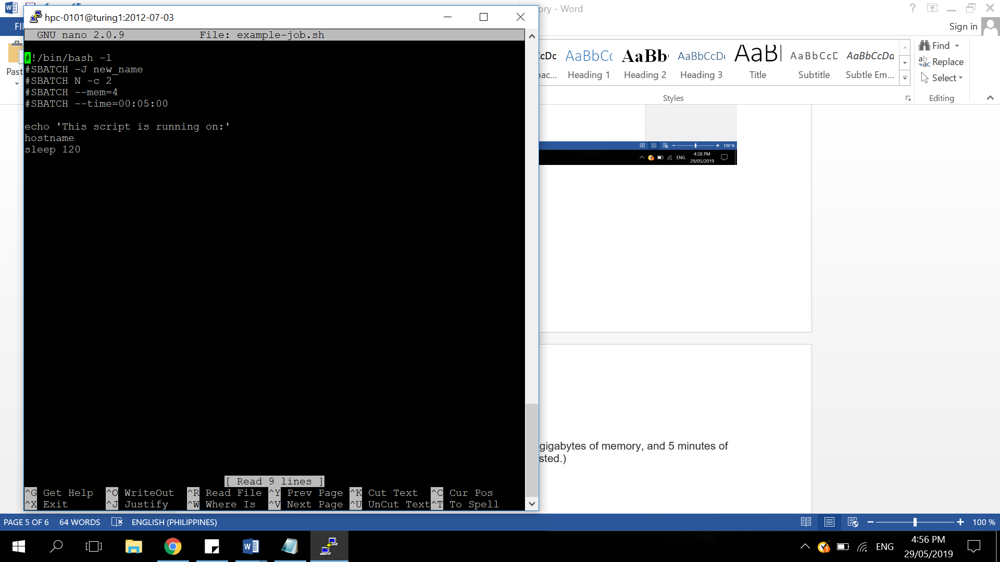 ory - Word
hpc-0101@turing1:2012-07-03
FI
Sign in
GNU nano 2.0.9 File: example-job.sh
#!/bin/bash -l
#SBATCH -J new_name
#SBATCH N -c 2
#SBATCH --mem=4
#SBATCH --time=00:05:00
echo 'This script is running on:'
hostname
sleep 120
[ Read 9 lines ]
^G Get Help ^O WriteOut ^R Read File ^Y Prev Page ^K Cut Text ^C Cur Pos
^X Exit ^J Justify ^W Where Is ^V Next Page ^U UnCut Text ^T To Spell
Past
cDc AaBbCc AaBb AaBbCcD AaB AaBbCcD AaBbCcDa
ac... Heading 1 Heading 2 Heading 3 Title Subtitle Subtle Em...
Styles
Find
Replace
Select
Editing
100 %
ENG 4:28 PM
29/05/2019
gigabytes of memory, and 5 minutes of
sted.)
PAGE 5 OF 6 64 WORDS ENGLISH (PHILIPPINES) 100 %
ENG 4:56 PM
29/05/2019